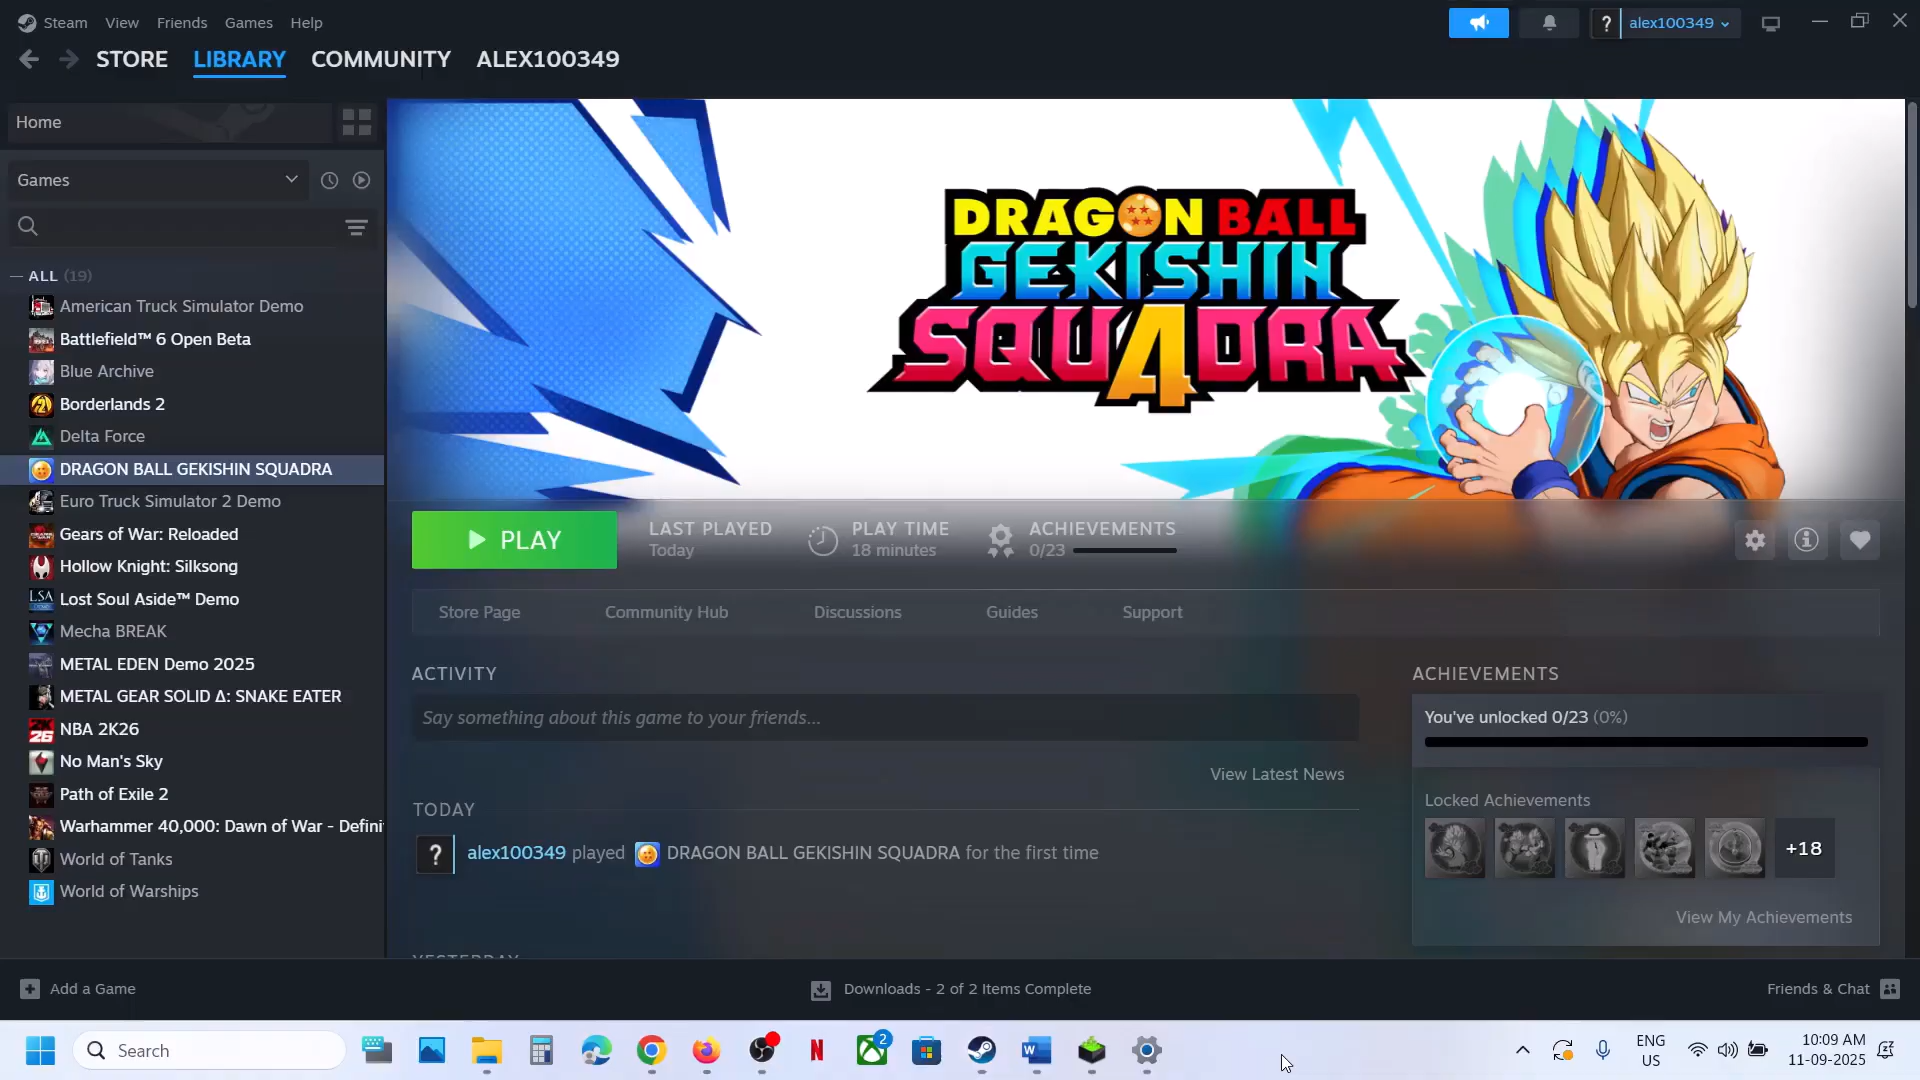 Steam View Friends Games Help
alex100349
STORE LIBRARY COMMUNITY ALEX100349
Home
Games
ALL (19)
American Truck Simulator Demo
Battlefield™ 6 Open Beta
Blue Archive
Borderlands 2
Delta Force
DRAGON BALL GEKISHIN SQUADRA
Euro Truck Simulator 2 Demo
Gears of War: Reloaded
Hollow Knight: Silksong
Lost Soul Aside™ Demo
Mecha BREAK
METAL EDEN Demo 2025
METAL GEAR SOLID Δ: SNAKE EATER
NBA 2K26
No Man's Sky
Path of Exile 2
Warhammer 40,000: Dawn of War - Defini
World of Tanks
World of Warships
DRAGON BALL
GEKISHIN
SQUADRA
PLAY
LAST PLAYED
Today
PLAY TIME
18 minutes
ACHIEVEMENTS
0/23
Store Page Community Hub Discussions Guides Support
ACTIVITY
Say something about this game to your friends...
View Latest News
TODAY
alex100349 played DRAGON BALL GEKISHIN SQUADRA for the first time
YESTERDAY
ACHIEVEMENTS
You've unlocked 0/23 (0%)
Locked Achievements
+18
View My Achievements
Add a Game
Downloads - 2 of 2 Items Complete
Friends & Chat
Search
2
ENG
US
10:09 AM
11-09-2025